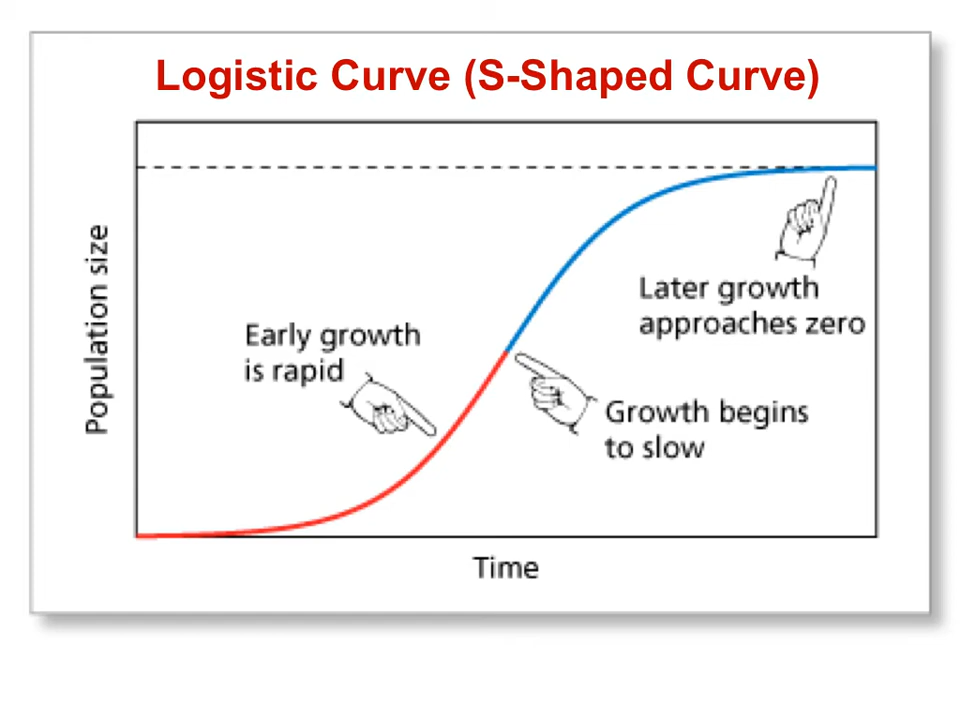 Logistic Curve (S-Shaped Curve)
Population size
Early growth
is rapid
Later growth
approaches zero
Growth begins
to slow
Time